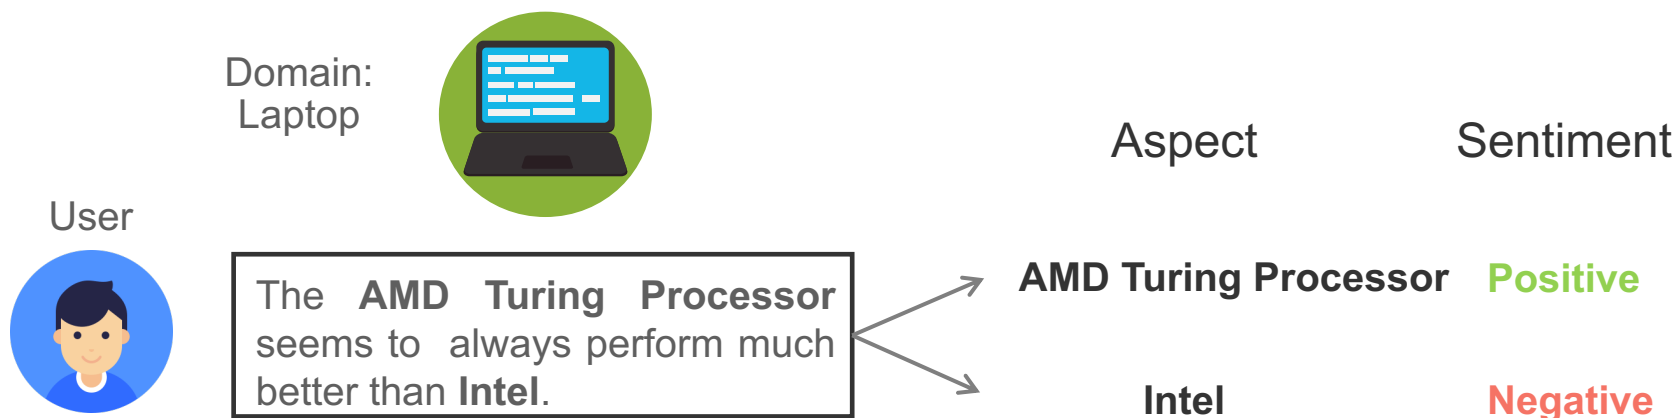 Domain:
Laptop
Aspect Sentiment
User
The AMD Turing Processor
seems to always perform much
better than Intel.
AMD Turing Processor Positive
Intel Negative